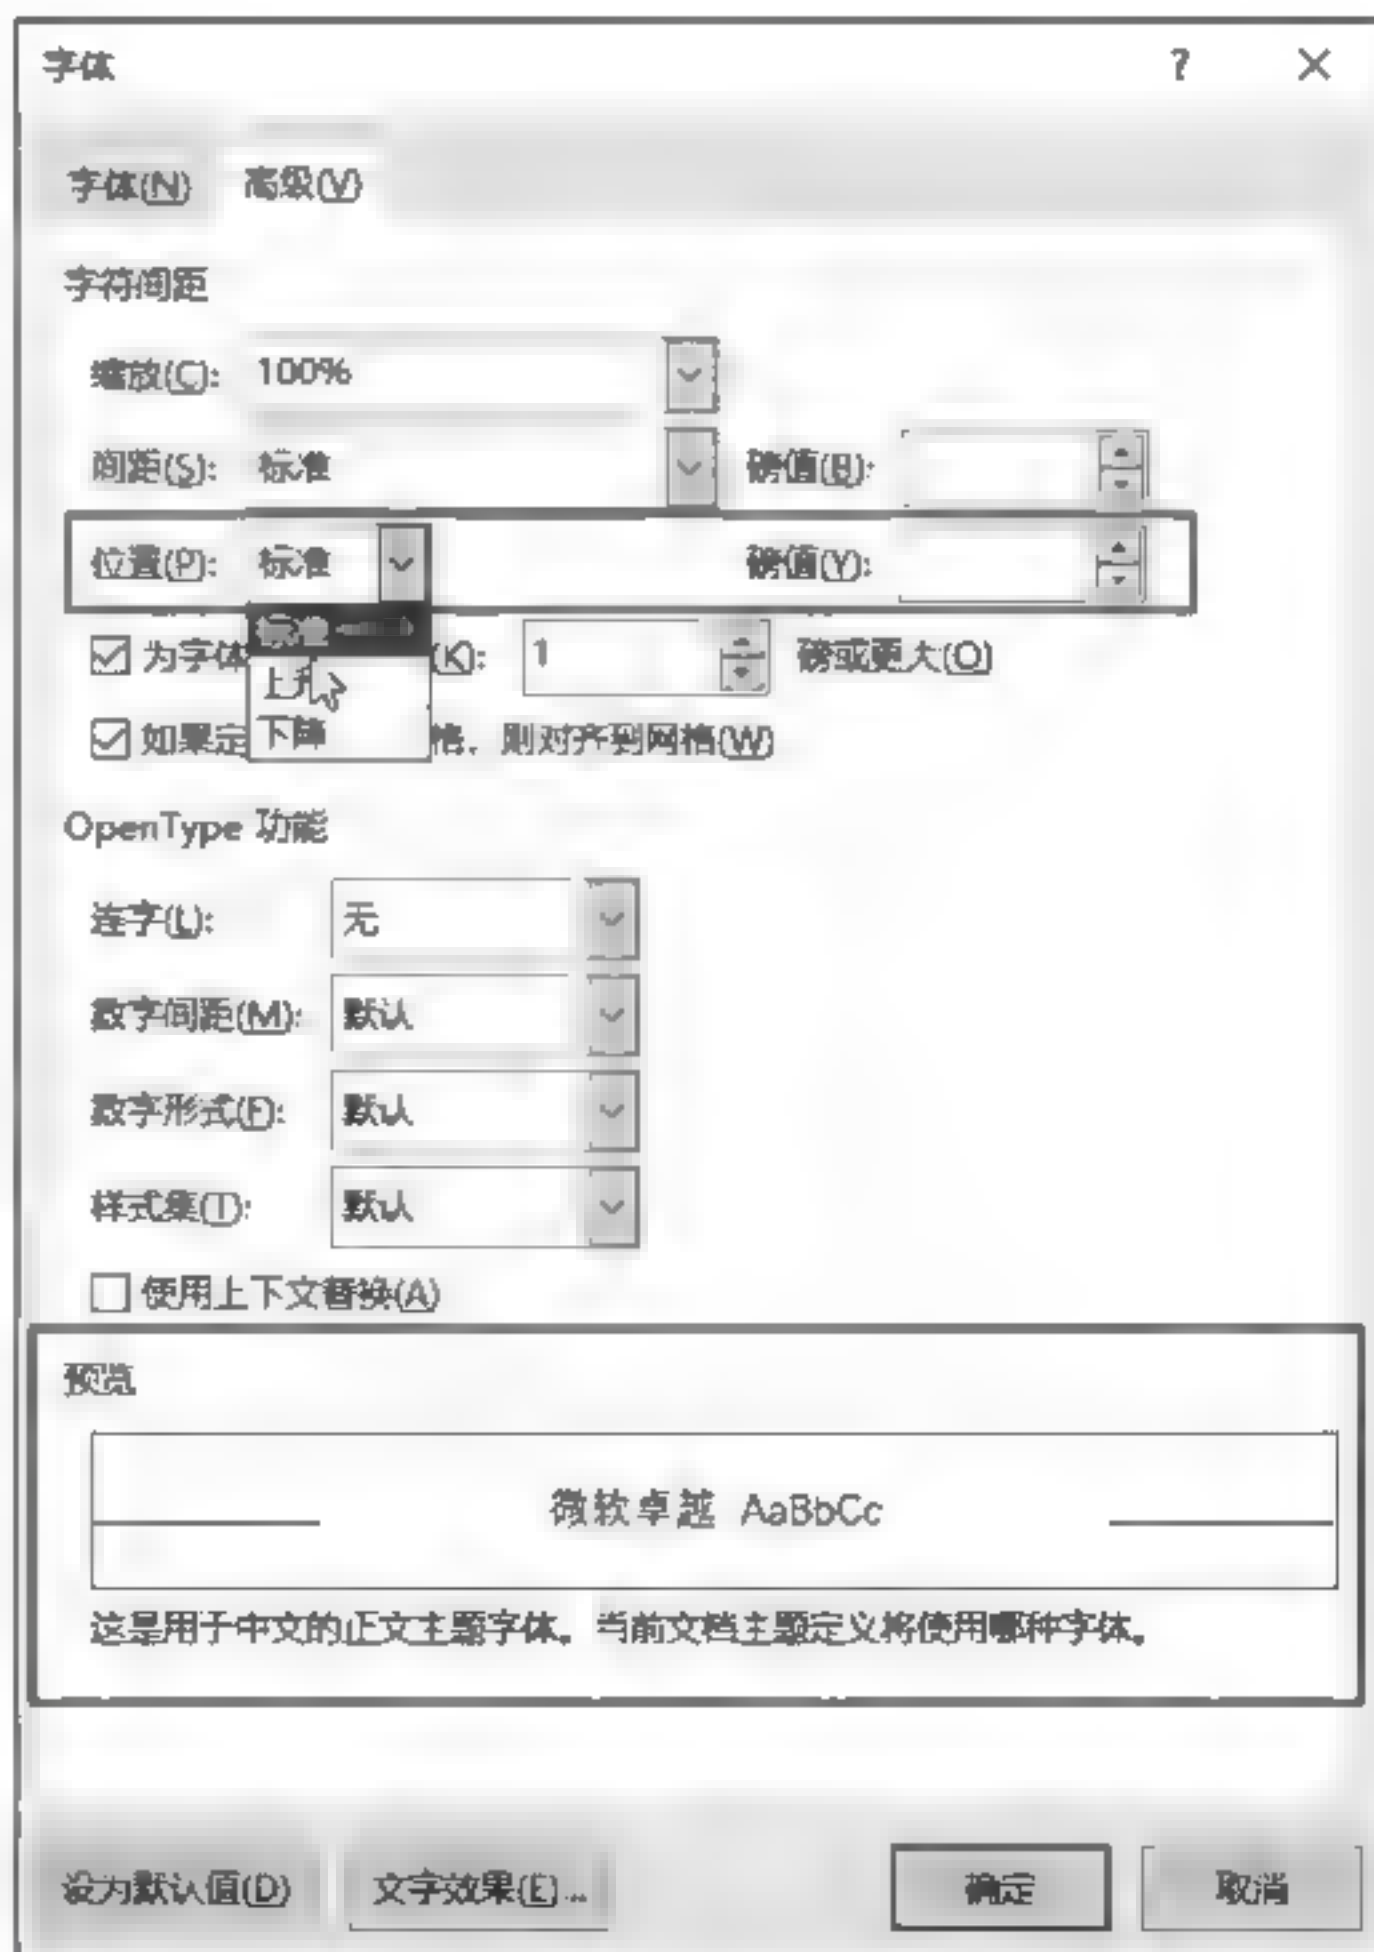 字体 ? ×
字体(N) 高级(V)
字符间距
缩放(C): 100%
间距(S): 标准 磅值(B):
位置(P): 标准 磅值(Y):
标准
为字体 (K): 1 磅或更大(O)
上升
如果定 格，则对齐到网格(W)
下降
OpenType 功能
连字(L): 无
数字间距(M): 默认
数字形式(F): 默认
样式集(T): 默认
使用上下文替换(A)
预览
微软卓越 AaBbCc
这是用于中文的正文主题字体。当前文档主题定义将使用哪种字体。
设为默认值(D) 文字效果(E)... 确定 取消